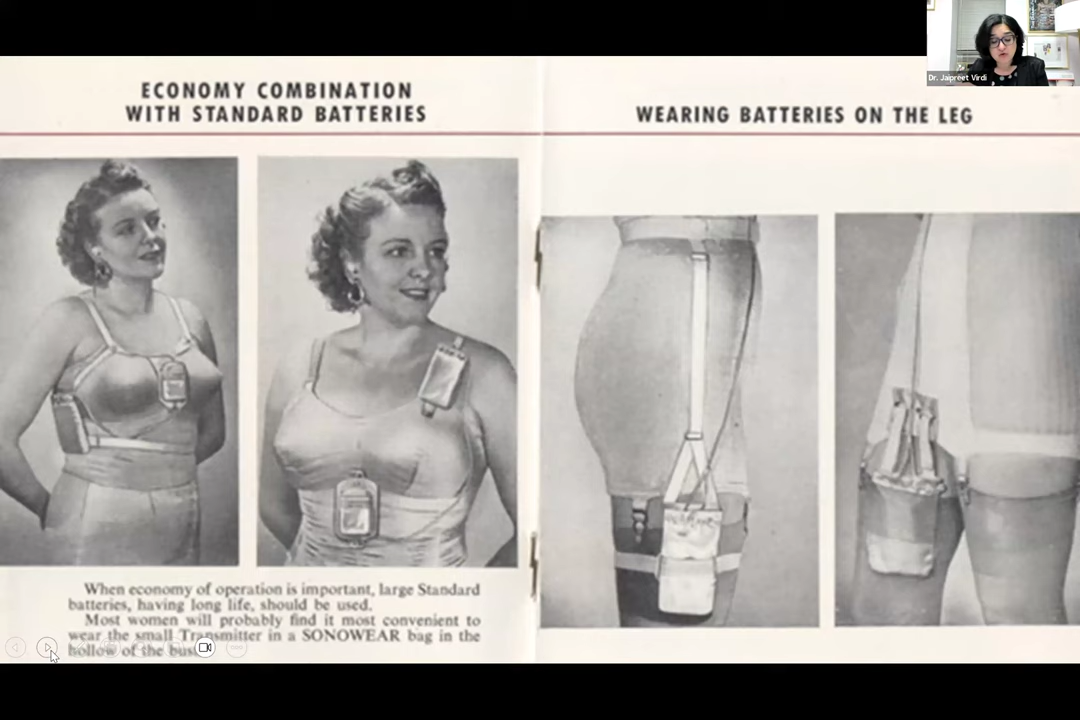 Dr. Jaipreet Virdi
ECONOMY COMBINATION
WITH STANDARD BATTERIES
When economy of operation is important, large Standard
batteries, having long life, should be used.
Most women will probably find it most convenient to
wear the small Transmitter in a SONOWEAR bag in the
hollow of the bust
WEARING BATTERIES ON THE LEG